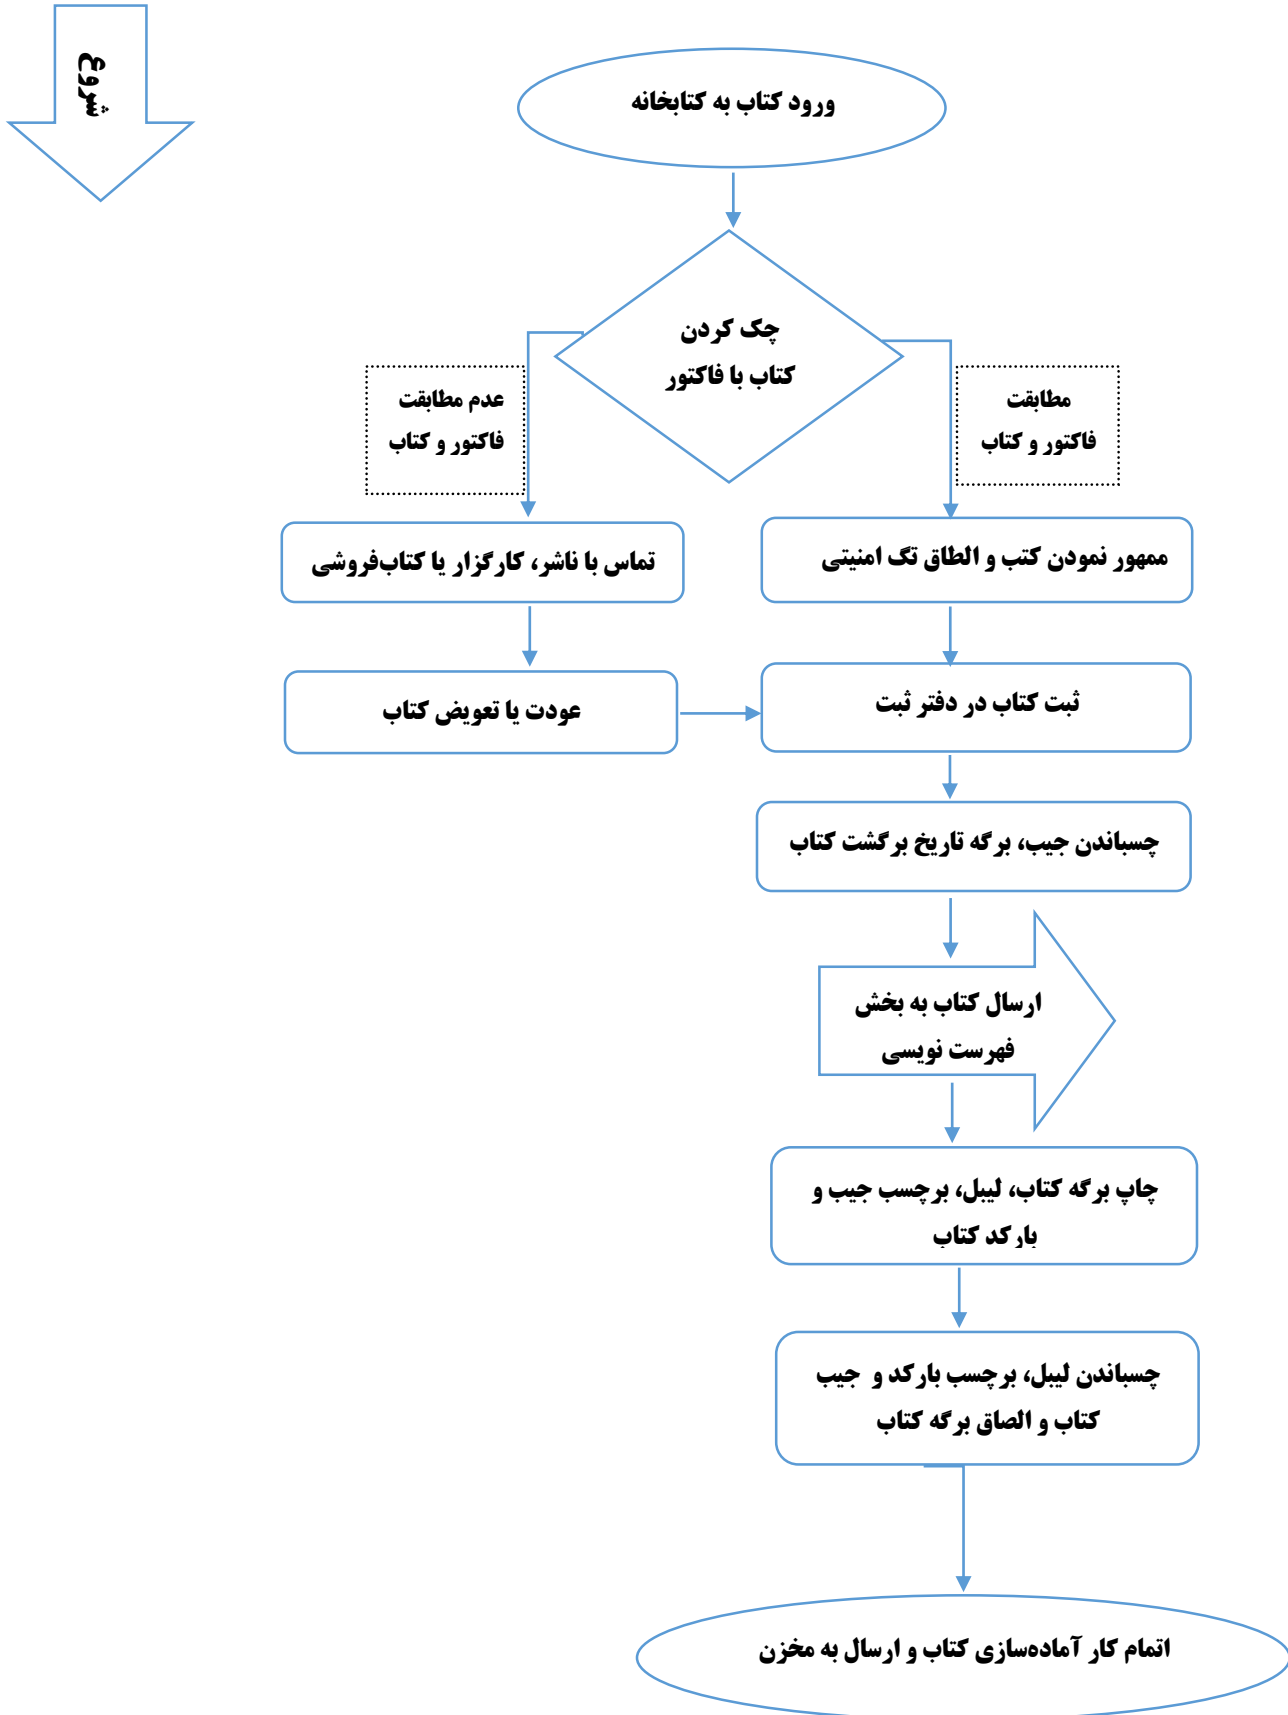 شروع
ورود کتاب به کتابخانه
چک کردن
کتاب با فاکتور
مطابقت
فاکتور و کتاب
عدم مطابقت
فاکتور و کتاب
ممهور نمودن کتب و الطاق تگ امنیتی
تماس با ناشر، کارگزار یا کتاب‌فروشی
ثبت کتاب در دفتر ثبت
عودت یا تعویض کتاب
چسباندن جیب، برگه تاریخ برگشت کتاب
ارسال کتاب به بخش
فهرست نویسی
چاپ برگه کتاب، لیبل، برچسب جیب و
بارکد کتاب
چسباندن لیبل، برچسب بارکد و جیب
کتاب و الصاق برگه کتاب
اتمام کار آماده‌سازی کتاب و ارسال به مخزن